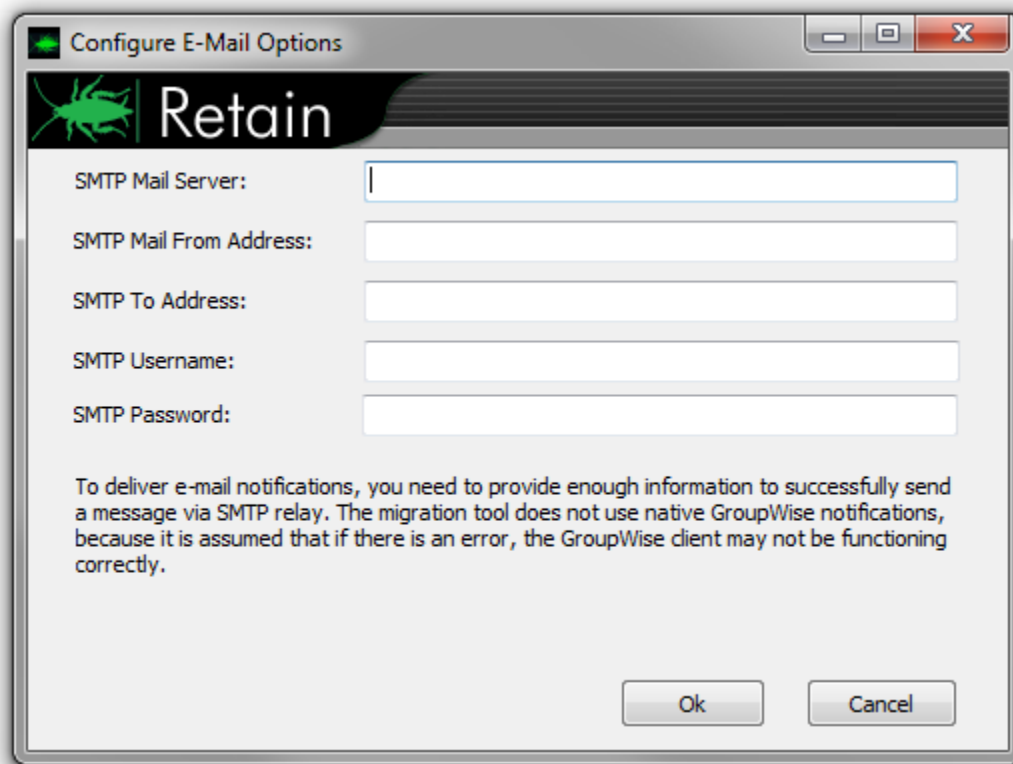 Configure E-Mail Options
Retain
SMTP Mail Server:
SMTP Mail From Address:
SMTP To Address:
SMTP Username:
SMTP Password:
To deliver e-mail notifications, you need to provide enough information to successfully send
a message via SMTP relay. The migration tool does not use native GroupWise notifications,
because it is assumed that if there is an error, the GroupWise client may not be functioning
correctly.
Ok
Cancel